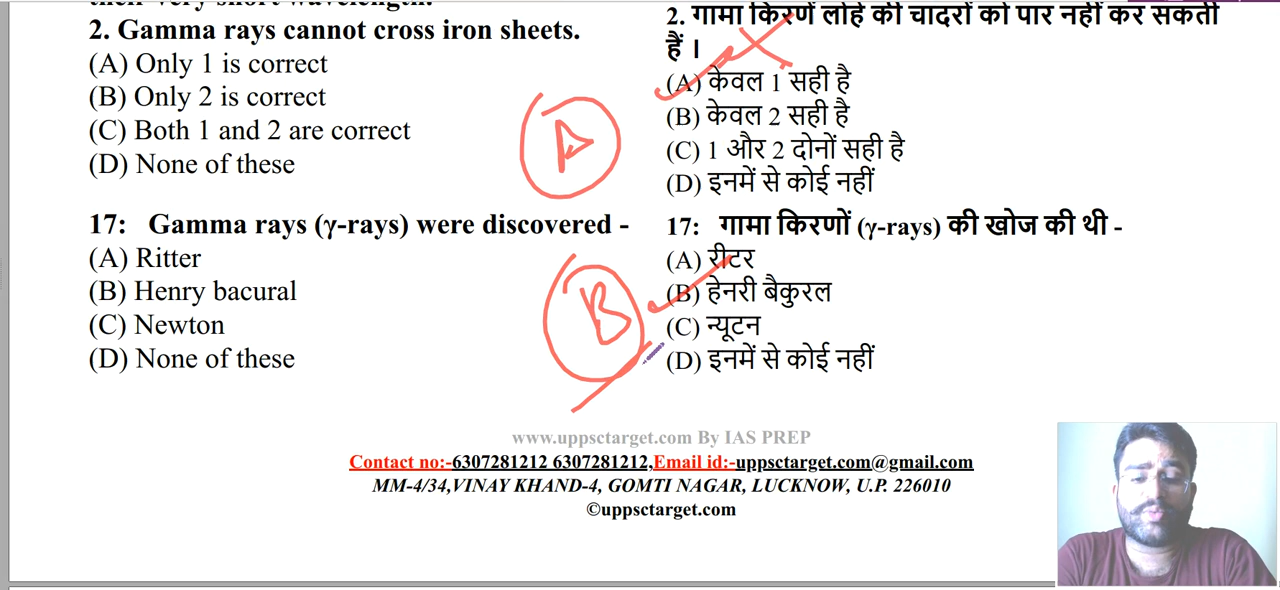 their very short wavelength.
2. Gamma rays cannot cross iron sheets.
(A) Only 1 is correct
(B) Only 2 is correct
(C) Both 1 and 2 are correct
(D) None of these
17: Gamma rays (γ-rays) were discovered -
(A) Ritter
(B) Henry bacural
(C) Newton
(D) None of these
A
B
2. गामा किरणें लोहे की चादरों को पार नहीं कर सकती
हैं ।
(A) केवल 1 सही है
(B) केवल 2 सही है
(C) 1 और 2 दोनों सही है
(D) इनमें से कोई नहीं
17: गामा किरणों (γ-rays) की खोज की थी -
(A) रीटर
(B) हेनरी बैकुरल
(C) न्यूटन
(D) इनमें से कोई नहीं
www.uppsctarget.com By IAS PREP
Contact no:-6307281212 6307281212,Email id:-uppsctarget.com@gmail.com
MM-4/34,VINAY KHAND-4, GOMTI NAGAR, LUCKNOW, U.P. 226010
©uppsctarget.com